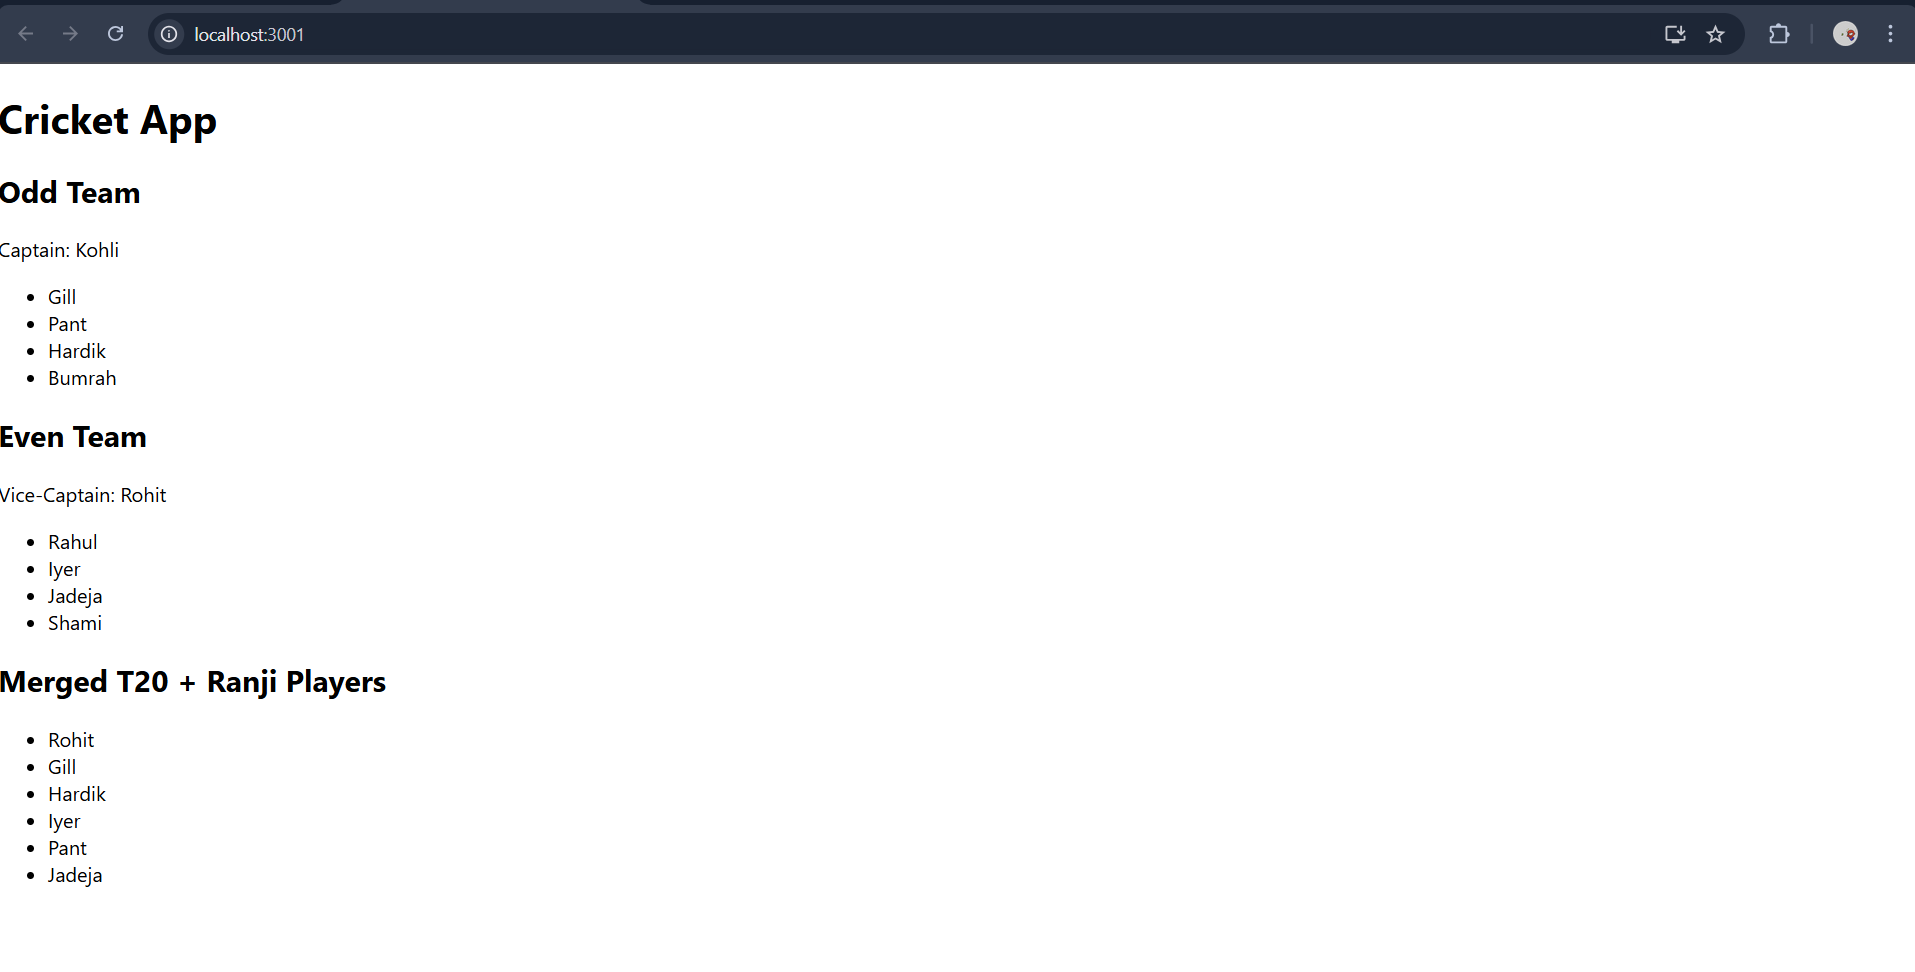 localhost:3001
Cricket App
Odd Team
Captain: Kohli
Gill
Pant
Hardik
Bumrah
Even Team
Vice-Captain: Rohit
Rahul
Iyer
Jadeja
Shami
Merged T20 + Ranji Players
Rohit
Gill
Hardik
Iyer
Pant
Jadeja